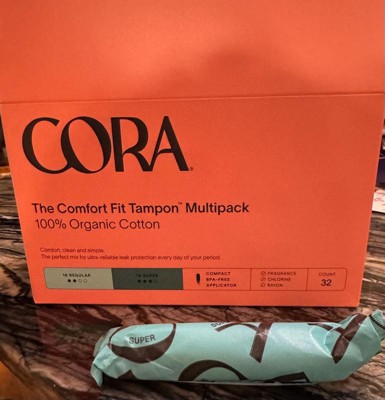 CORA
The Comfort Fit Tampon™ Multipack
100% Organic Cotton
Comfort, clean and simple.
The perfect mix for ultra-reliable leak protection every day of your period.
16 REGULAR
16 SUPER
COMPACT
BPA-FREE
APPLICATOR
FRAGRANCE
CHLORINE
RAYON
COUNT
32
SUPER